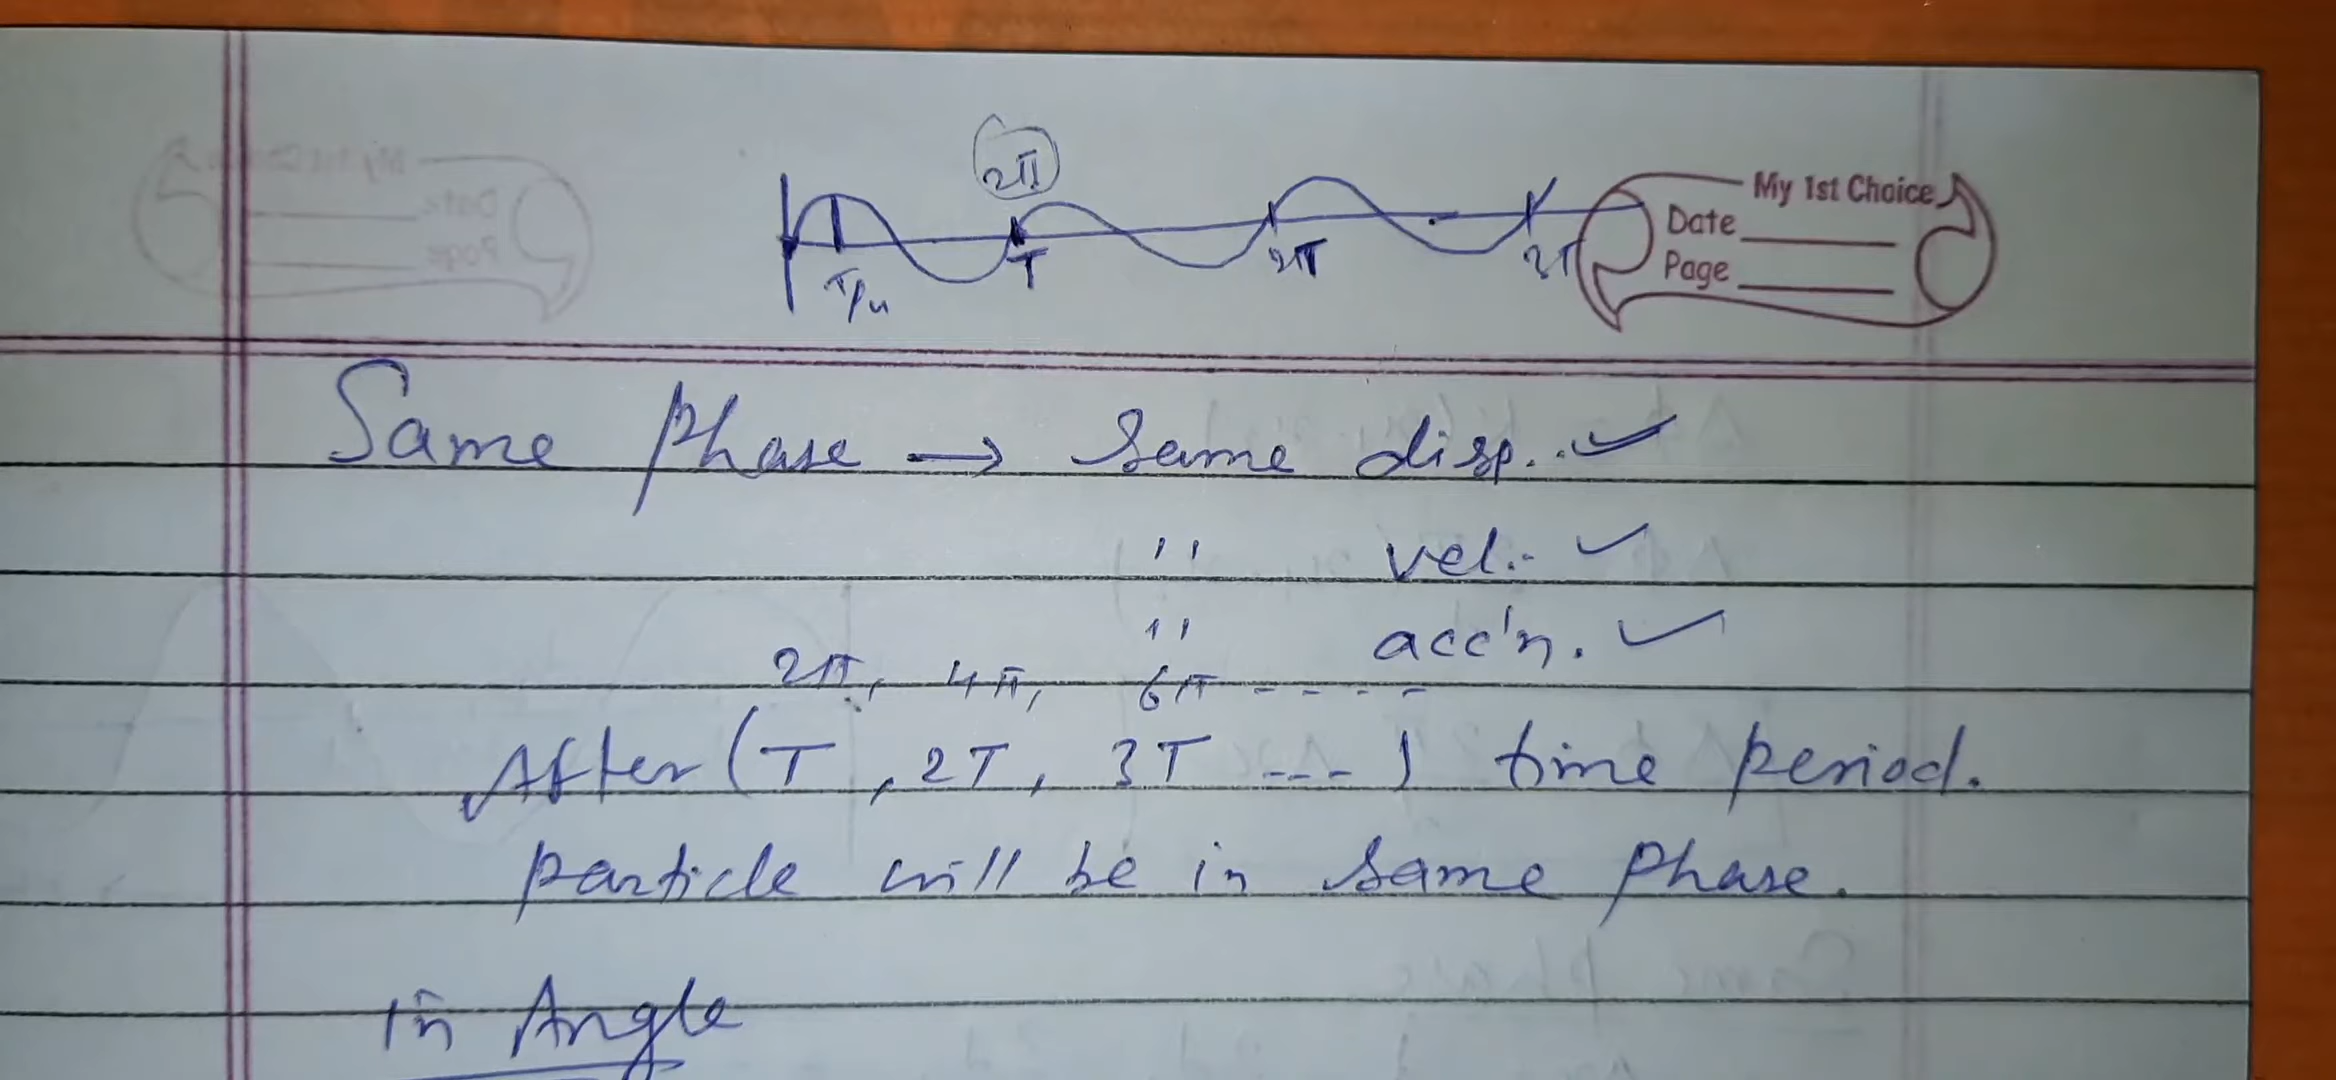 2π
T/4 T 2T 3T
My 1st Choice
Date
Page
Same Phase → Same disp..✓
" vel.- ✓
" acc'n. ✓
2π, 4π, 6π - - - -
After (T, 2T, 3T ---) time period.
particle will be in same phase.
in Angle